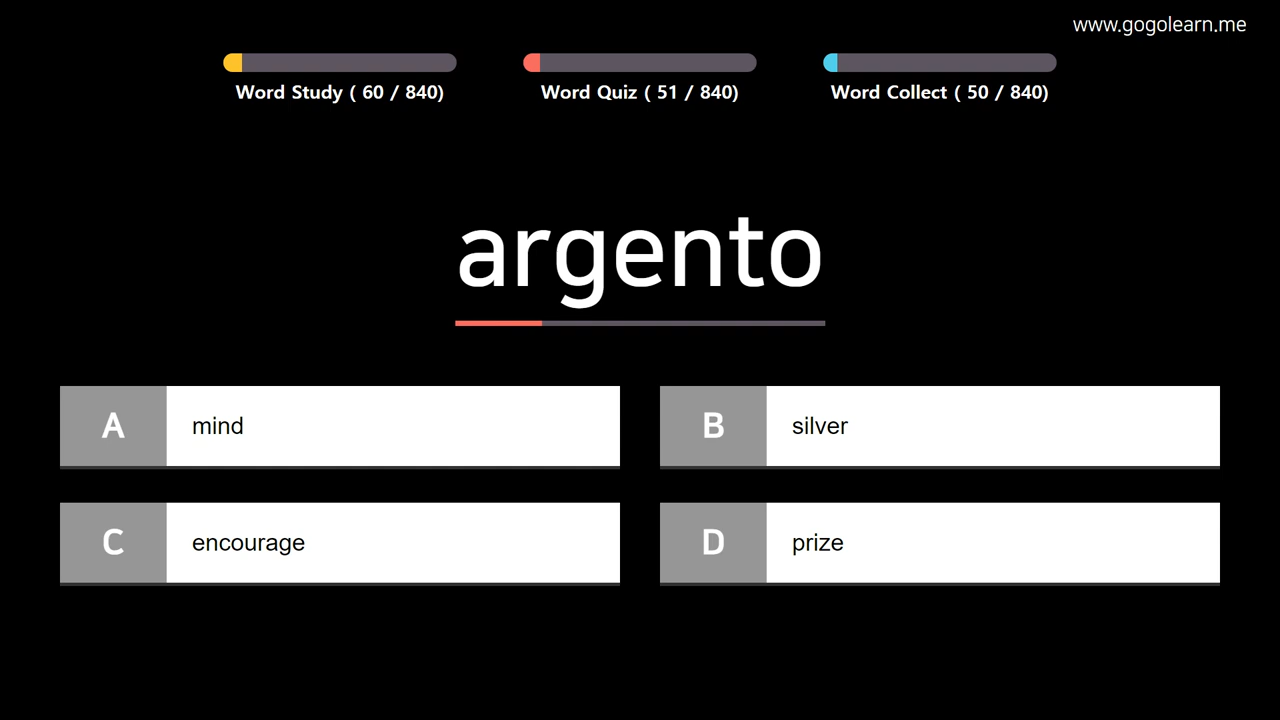 www.gogolearn.me
Word Study ( 60 / 840)
Word Quiz ( 51 / 840)
Word Collect ( 50 / 840)
argento
A mind
B silver
C encourage
D prize